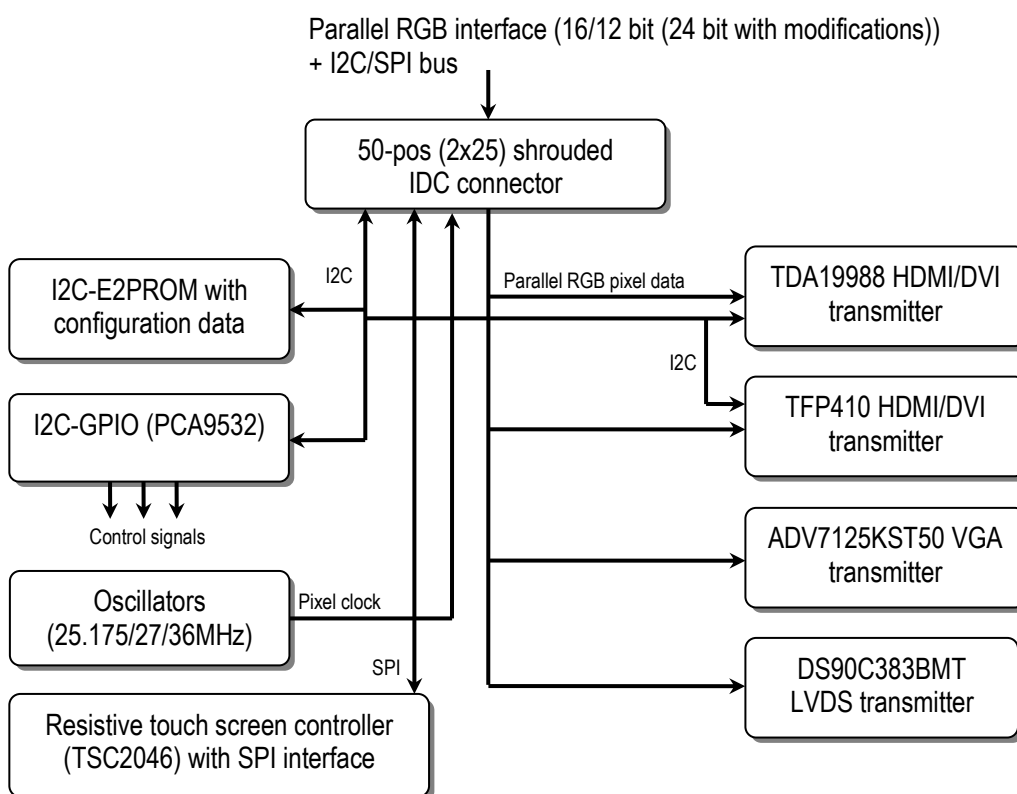 Parallel RGB interface (16/12 bit (24 bit with modifications))
+ I2C/SPI bus
50-pos (2x25) shrouded
IDC connector
I2C
I2C-E2PROM with
configuration data
Parallel RGB pixel data
TDA19988 HDMI/DVI
transmitter
I2C
I2C-GPIO (PCA9532)
TFP410 HDMI/DVI
transmitter
Control signals
ADV7125KST50 VGA
transmitter
Oscillators
(25.175/27/36MHz)
Pixel clock
SPI
DS90C383BMT
LVDS transmitter
Resistive touch screen controller
(TSC2046) with SPI interface